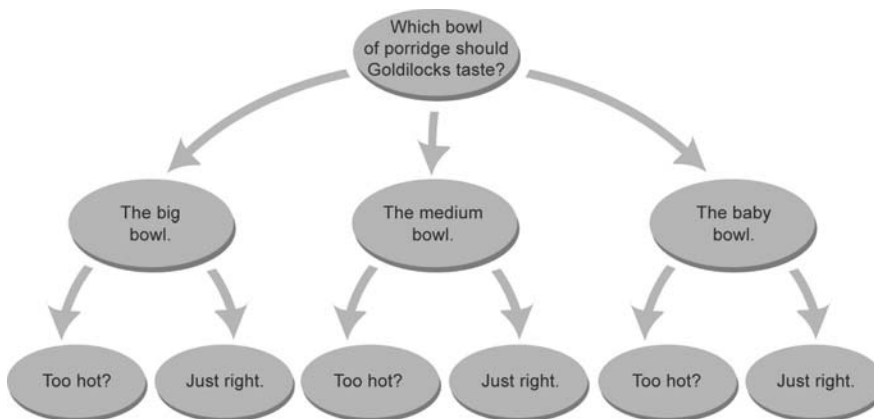 Which bowl
of porridge should
Goldilocks taste?
The big
bowl.
The medium
bowl.
The baby
bowl.
Too hot?
Just right.
Too hot?
Just right.
Too hot?
Just right.